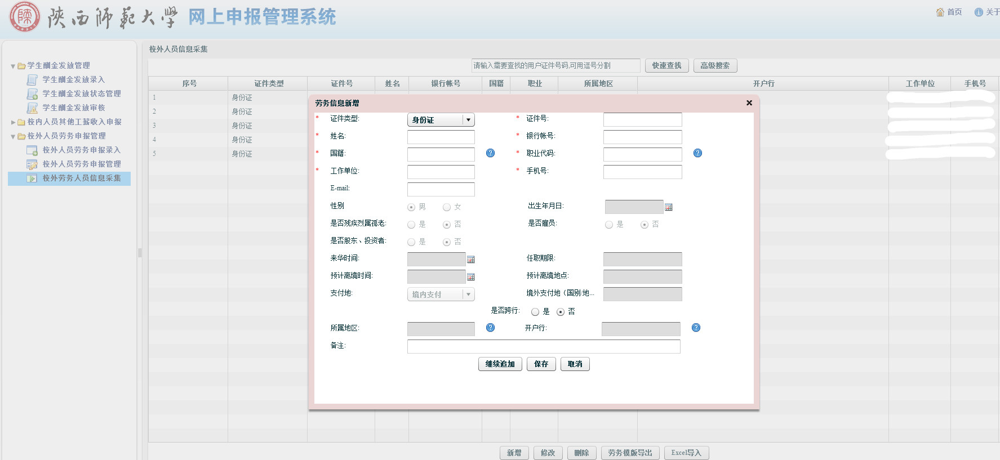 陕西师范大学 网上申报管理系统
首页 关于
学生酬金发放管理
学生酬金发放录入
学生酬金发放状态管理
学生酬金发放审核
校内人员其他工薪收入申报
校外人员劳务申报管理
校外人员劳务申报录入
校外人员劳务申报管理
校外劳务人员信息采集
校外人员信息采集
请输入需要查找的用户证件号码,可用逗号分割 快速查找 高级搜索
序号 证件类型 证件号 姓名 银行帐号 国籍 职业 所属地区 开户行 工作单位 手机号
1 身份证
2 身份证
3 身份证
4 身份证
5 身份证
劳务信息新增
* 证件类型: 身份证 * 证件号:
* 姓名: * 银行帐号:
* 国籍: * 职业代码:
* 工作单位: * 手机号:
E-mail:
性别 男 女 出生年月日:
是否残疾烈属孤老: 是 否 是否雇员: 是 否
是否股东、投资者: 是 否
来华时间: 任职期限:
预计离境时间: 预计离境地点:
支付地: 境内支付 境外支付地（国别/地...
是否跨行: 是 否
所属地区: 开户行:
备注:
继续追加 保存 取消
新增 修改 删除 劳务模版导出 Excel导入